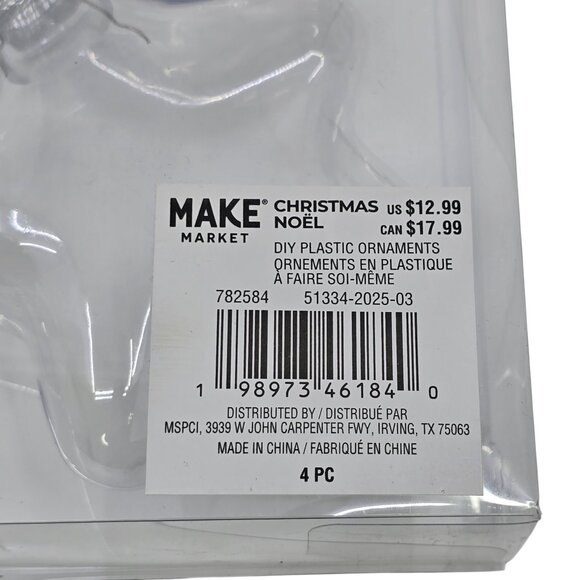 MAKE® MARKET
CHRISTMAS US $12.99
NOËL CAN $17.99
DIY PLASTIC ORNAMENTS
ORNEMENTS EN PLASTIQUE
À FAIRE SOI-MÊME
782584 51334-2025-03
1 98973 46184 0
DISTRIBUTED BY / DISTRIBUÉ PAR
MSPCI, 3939 W JOHN CARPENTER FWY, IRVING, TX 75063
MADE IN CHINA / FABRIQUÉ EN CHINE
4 PC